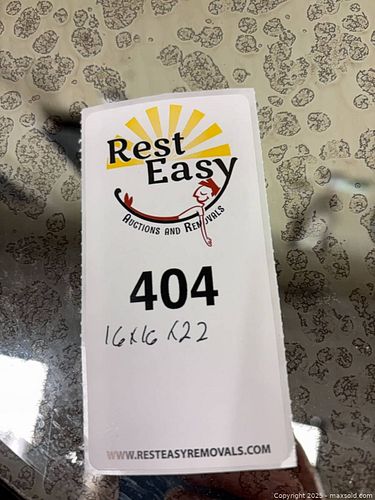 Rest
Easy
AUCTIONS AND REMOVALS
404
16x16 x22
WWW.RESTEASYREMOVALS.COM
Copyright 2025 - maxsold.com